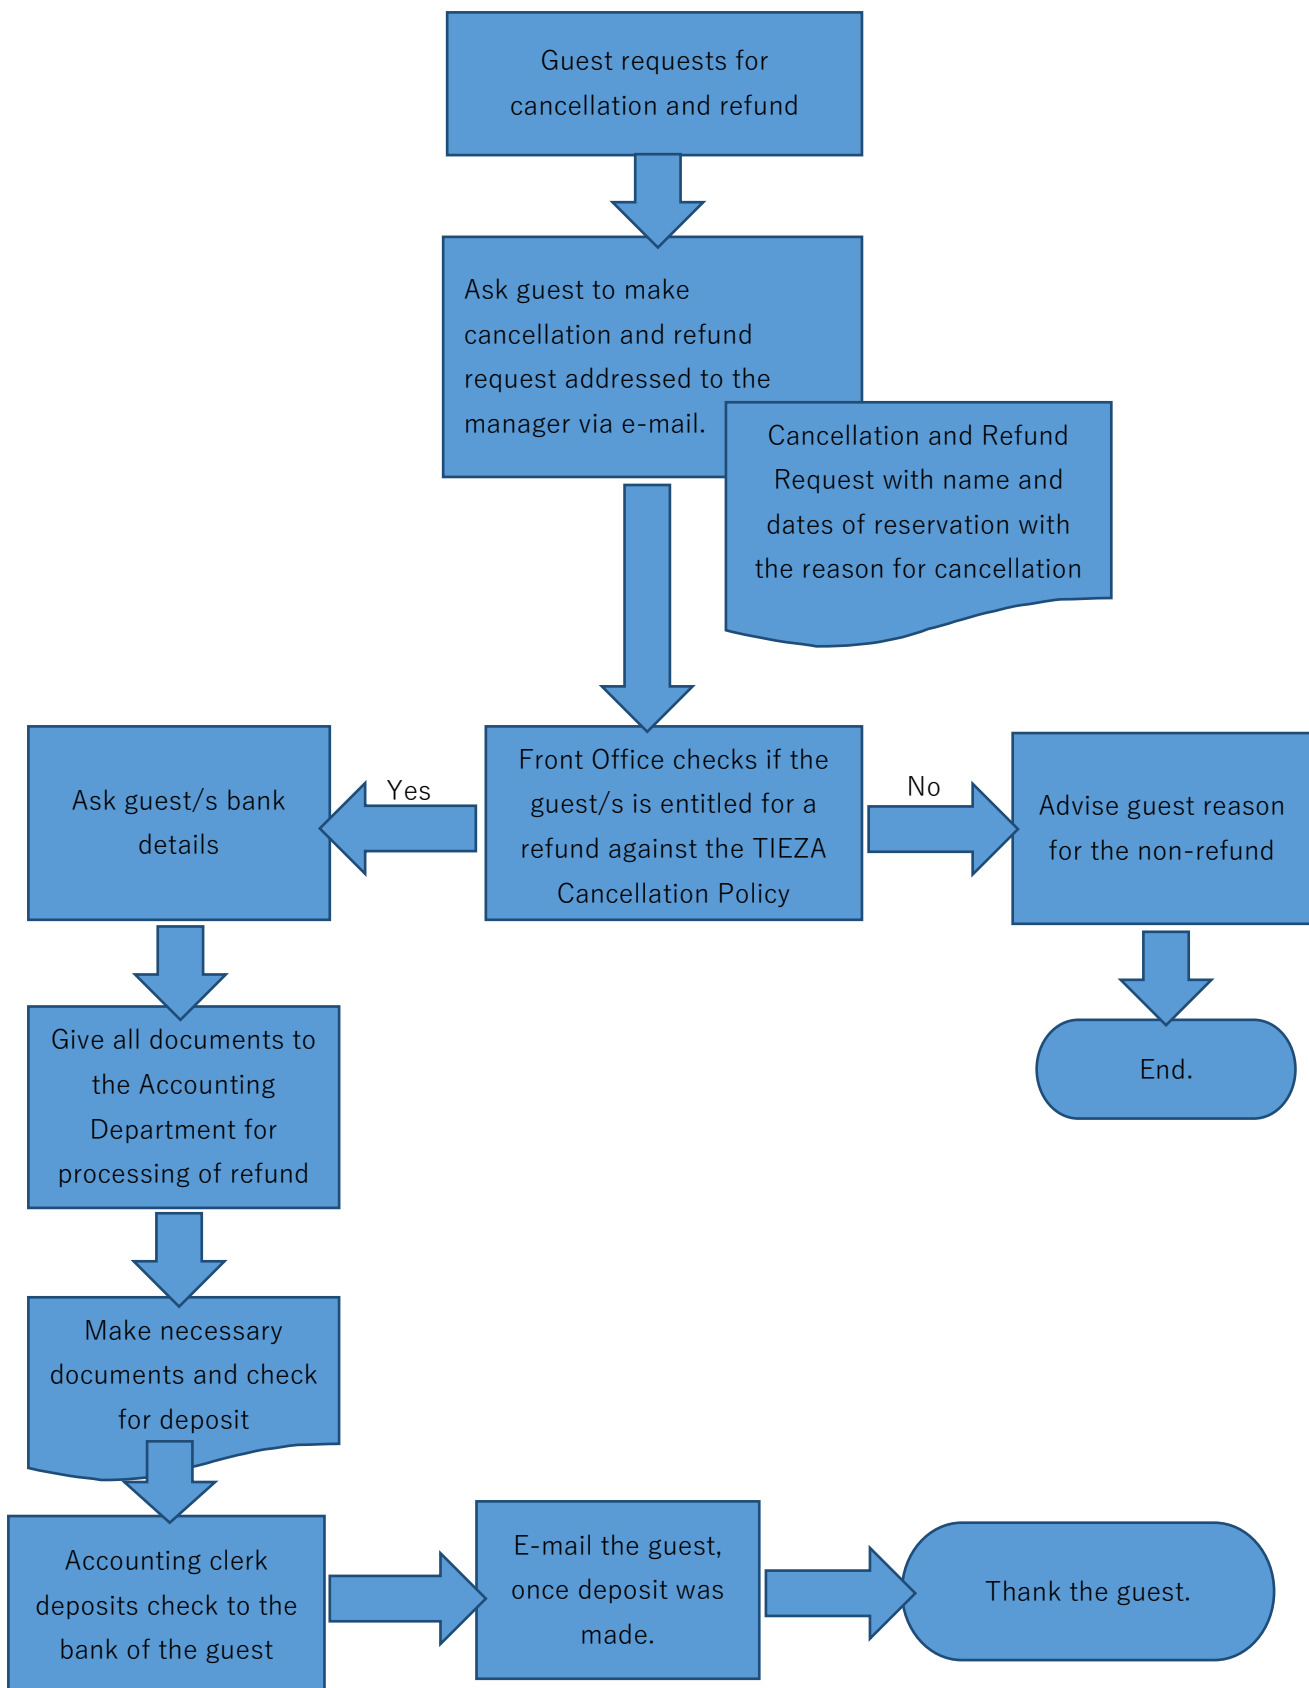 Guest requests for
cancellation and refund
Ask guest to make
cancellation and refund
request addressed to the
manager via e-mail.
Cancellation and Refund
Request with name and
dates of reservation with
the reason for cancellation
Front Office checks if the
guest/s is entitled for a
refund against the TIEZA
Cancellation Policy
Yes
No
Ask guest/s bank
details
Advise guest reason
for the non-refund
End.
Give all documents to
the Accounting
Department for
processing of refund
Make necessary
documents and check
for deposit
Accounting clerk
deposits check to the
bank of the guest
E-mail the guest,
once deposit was
made.
Thank the guest.